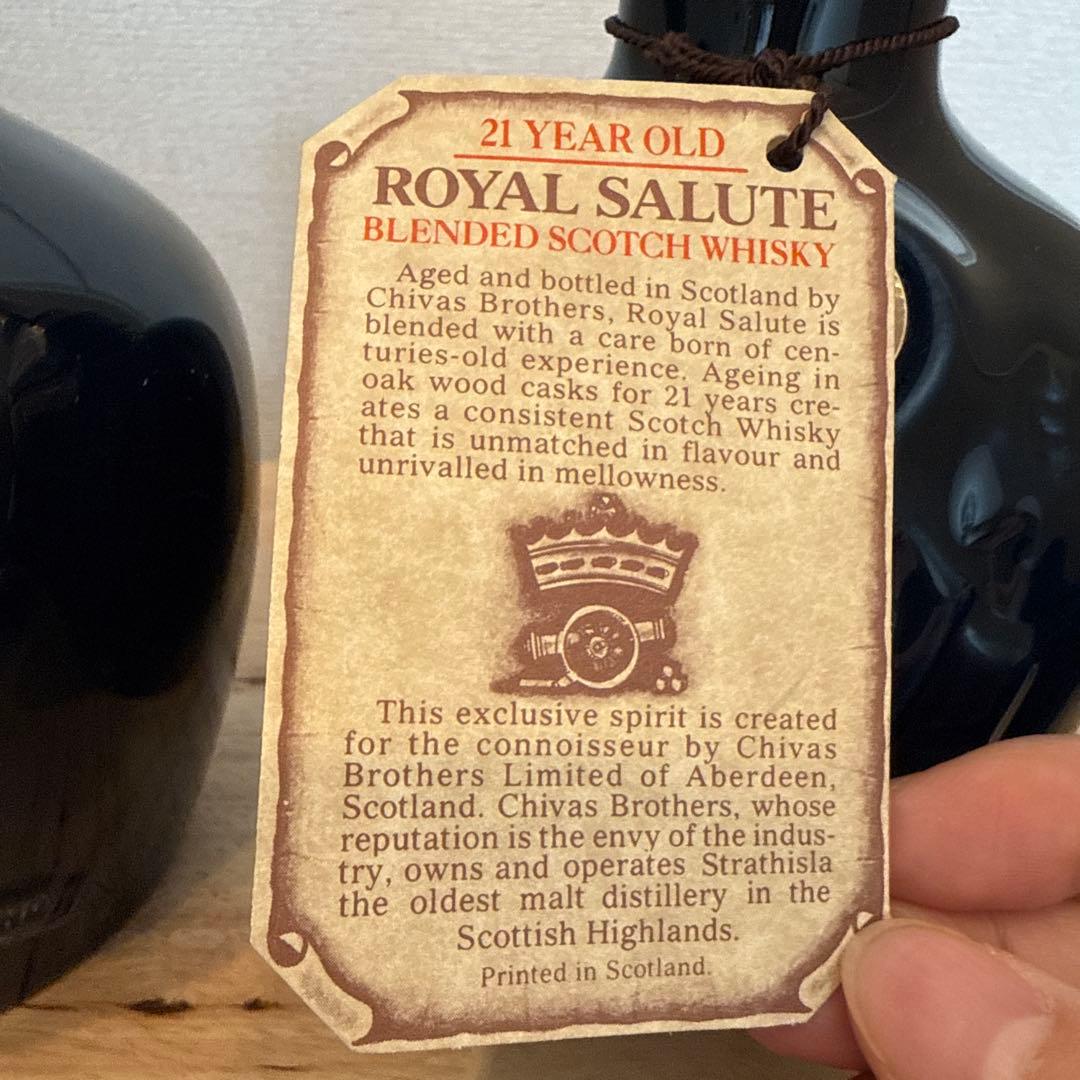 21 YEAR OLD
ROYAL SALUTE
BLENDED SCOTCH WHISKY
Aged and bottled in Scotland by
Chivas Brothers, Royal Salute is
blended with a care born of cen-
turies-old experience. Ageing in
oak wood casks for 21 years cre-
ates a consistent Scotch Whisky
that is unmatched in flavour and
unrivalled in mellowness.
This exclusive spirit is created
for the connoisseur by Chivas
Brothers Limited of Aberdeen,
Scotland. Chivas Brothers, whose
reputation is the envy of the indus-
try, owns and operates Strathisla
the oldest malt distillery in the
Scottish Highlands.
Printed in Scotland.